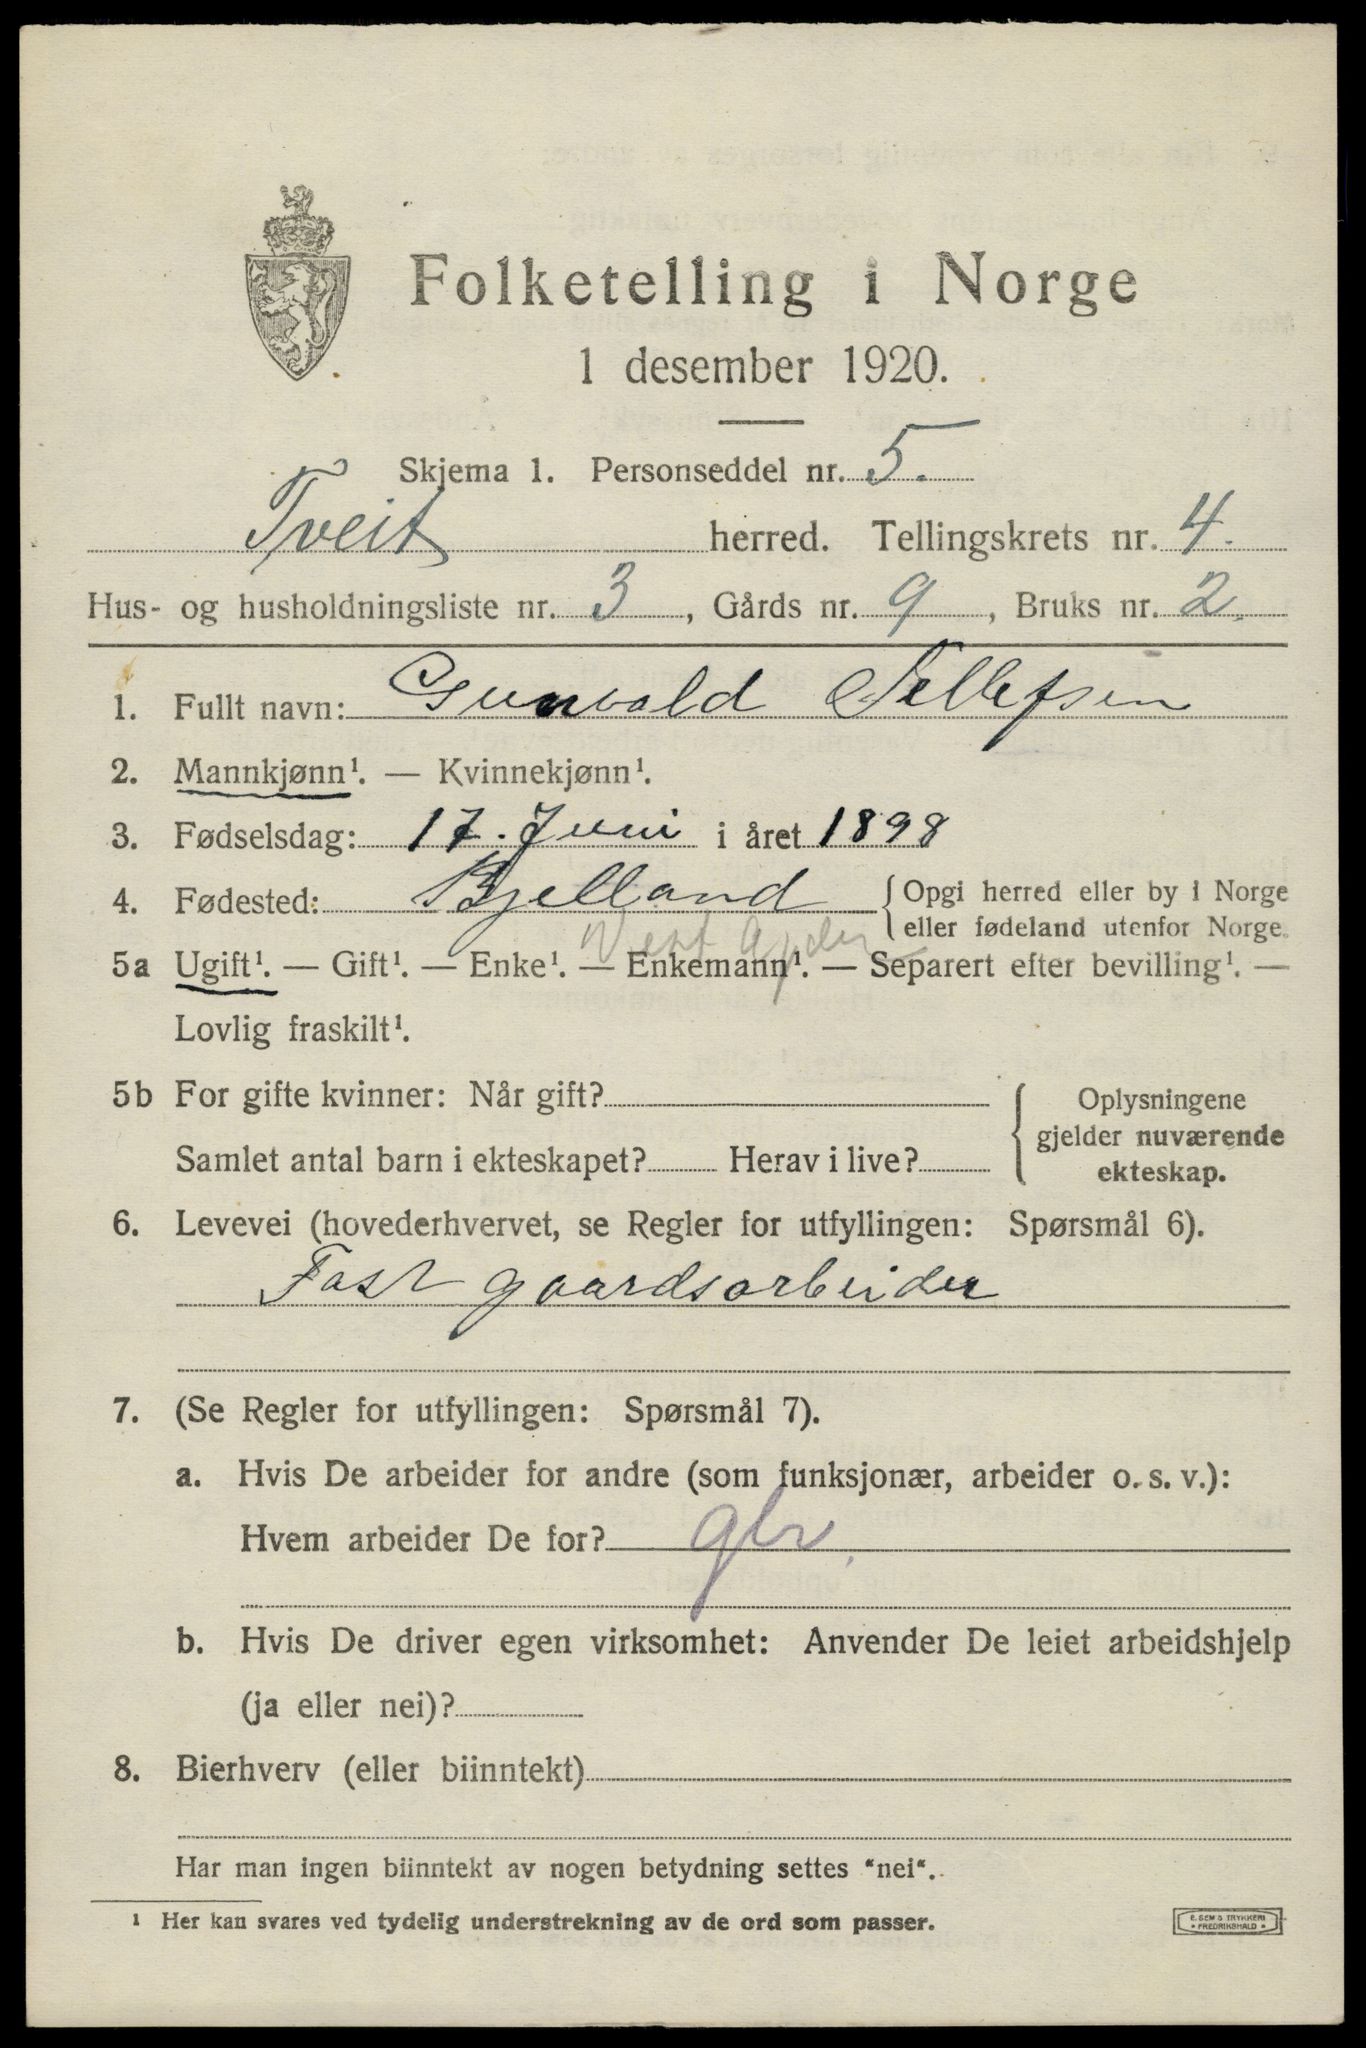 Folketelling i Norge
1 desember 1920.
Skjema 1. Personseddel nr. 5.
Tveit herred. Tellingskrets nr. 4.
Hus- og husholdningsliste nr. 3, Gårds nr. 9, Bruks nr. 2.
1. Fullt navn: Gunvald Tellefsen
2. Mannkjønn¹. — Kvinnekjønn¹.
3. Fødselsdag: 17. Juni i året 1898
4. Fødested: Bjelland { Opgi herred eller by i Norge
eller fødeland utenfor Norge.
Vest Agder
5a Ugift¹. — Gift¹. — Enke¹. — Enkemann¹. — Separert efter bevilling¹. —
Lovlig fraskilt¹.
5b For gifte kvinner: Når gift?
Samlet antal barn i ekteskapet? Herav i live?
{ Oplysningene
gjelder nuværende
ekteskap.
6. Levevei (hovederhvervet, se Regler for utfyllingen: Spørsmål 6).
Fast gaardsarbeider
7. (Se Regler for utfyllingen: Spørsmål 7).
a. Hvis De arbeider for andre (som funksjonær, arbeider o. s. v.):
Hvem arbeider De for? gbr.
b. Hvis De driver egen virksomhet: Anvender De leiet arbeidshjelp
(ja eller nei)?
8. Bierhverv (eller biinntekt)
Har man ingen biinntekt av nogen betydning settes "nei".
¹ Her kan svares ved tydelig understrekning av de ord som passer.
E. SEM'S TRYKKERI
* FREDRIKSHALD *